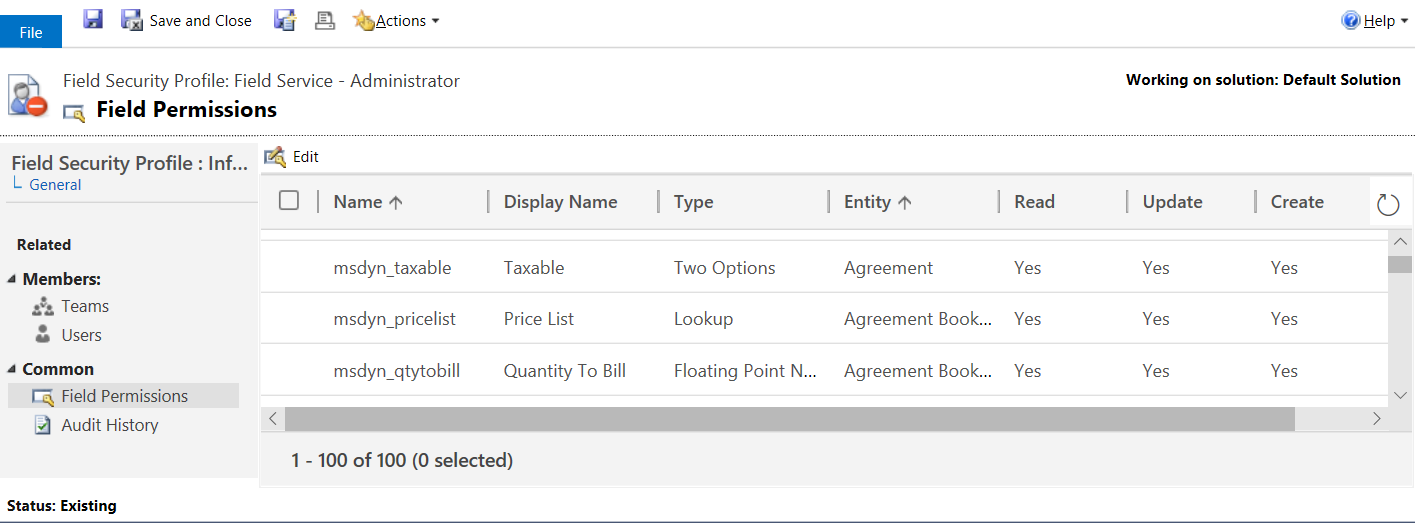 File Save and Close Actions Help
Field Security Profile: Field Service - Administrator Working on solution: Default Solution
Field Permissions
Field Security Profile : Inf... Edit
General
Name Display Name Type Entity Read Update Create
Related
Members:
Teams
Users
Common
Field Permissions
Audit History
msdyn_taxable Taxable Two Options Agreement Yes Yes Yes
msdyn_pricelist Price List Lookup Agreement Book... Yes Yes Yes
msdyn_qtytobill Quantity To Bill Floating Point N... Agreement Book... Yes Yes Yes
1 - 100 of 100 (0 selected)
Status: Existing